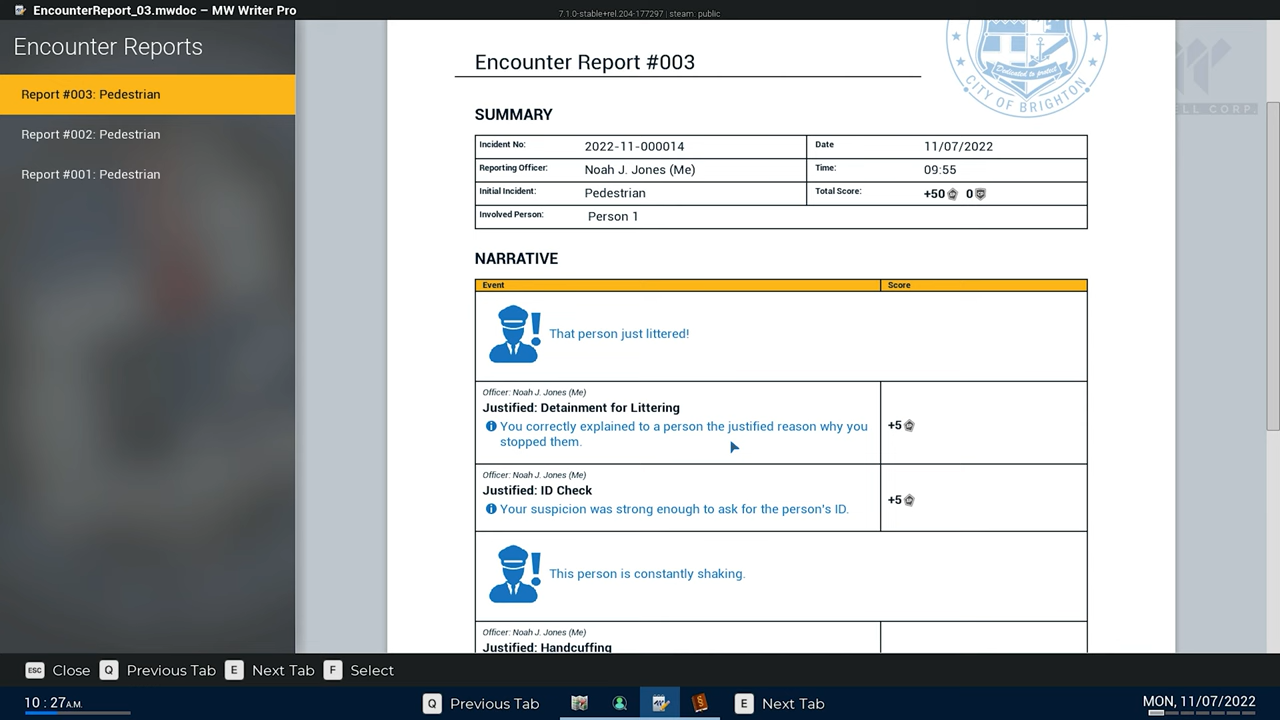 EncounterReport_03.mwdoc – MW Writer Pro
7.1.0-stable+rel.204-177297 | steam: public
Encounter Reports
Report #003: Pedestrian
Report #002: Pedestrian
Report #001: Pedestrian
Encounter Report #003
Dedicated to protect
CITY OF BRIGHTON
ELL CORP.
SUMMARY
Incident No: 2022-11-000014 Date 11/07/2022
Reporting Officer: Noah J. Jones (Me) Time: 09:55
Initial Incident: Pedestrian Total Score: +50 0
Involved Person: Person 1
NARRATIVE
Event Score
That person just littered!
Officer: Noah J. Jones (Me)
Justified: Detainment for Littering
You correctly explained to a person the justified reason why you
stopped them.
+5
Officer: Noah J. Jones (Me)
Justified: ID Check
Your suspicion was strong enough to ask for the person's ID.
+5
This person is constantly shaking.
Officer: Noah J. Jones (Me)
Justified: Handcuffing
ESC Close Q Previous Tab E Next Tab F Select
10 : 27 A.M. Q Previous Tab E Next Tab MON, 11/07/2022